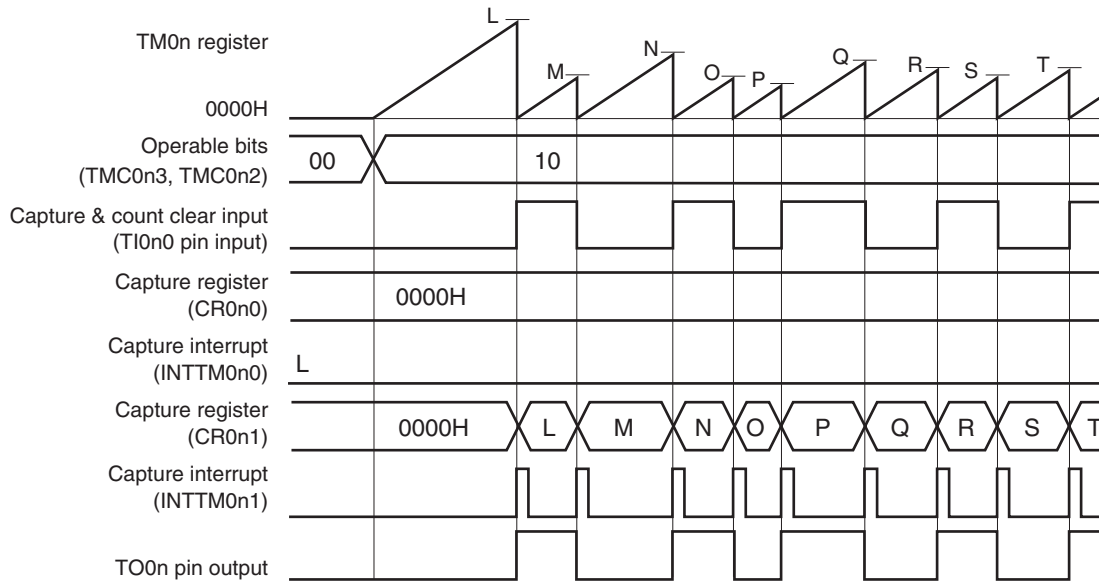 L
TM0n register
N
Q
R
T
M
O
P
S
0000H
Operable bits
(TMC0n3, TMC0n2)
00
10
Capture & count clear input
(TI0n0 pin input)
Capture register
(CR0n0)
0000H
Capture interrupt
(INTTM0n0)
L
Capture register
(CR0n1)
0000H
L
M
N
O
P
Q
R
S
T
Capture interrupt
(INTTM0n1)
TO0n pin output